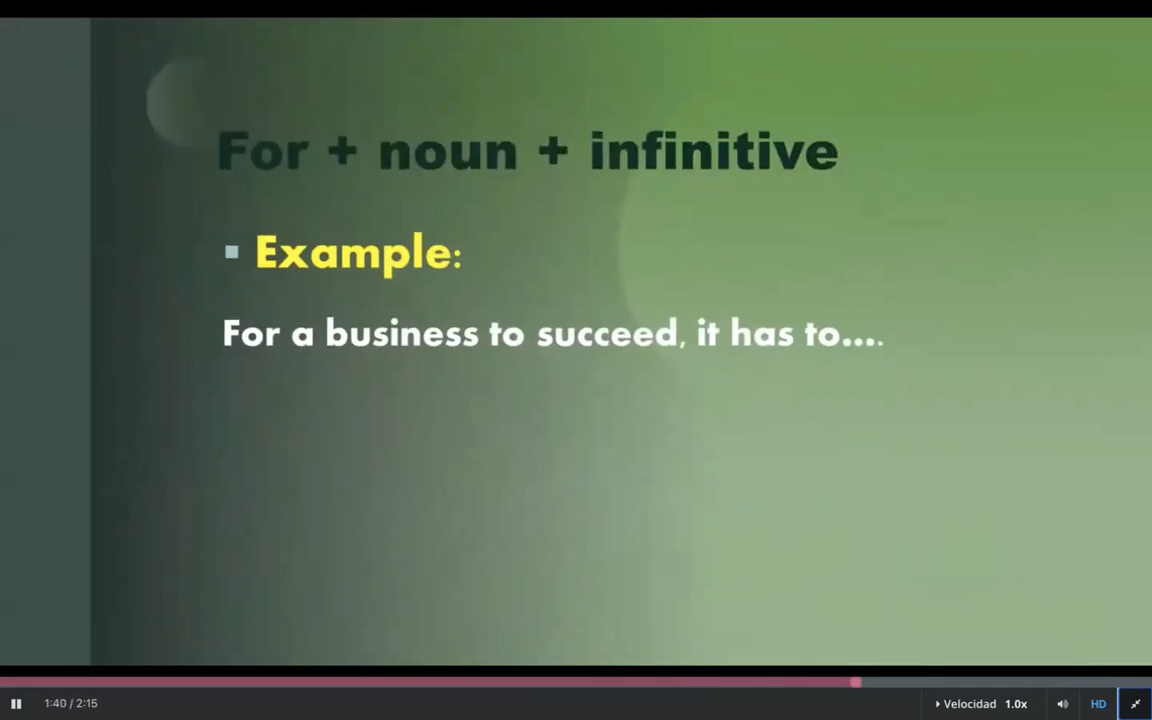 For + noun + infinitive
▪ Example:
For a business to succeed, it has to….
1:40 / 2:15
Velocidad 1.0x
HD